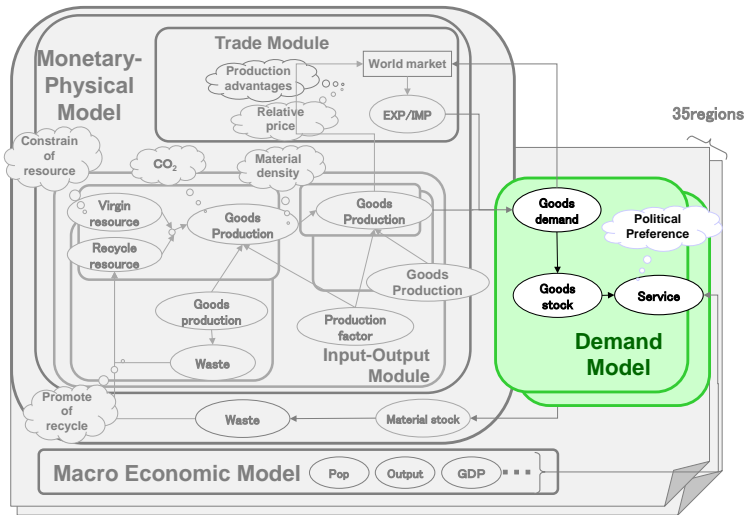 Trade Module
Monetary-
Physical
Model
Production
advantages
World market
Relative
price
EXP/IMP
35regions
Constrain
of
resource
CO2
Material
density
Virgin
resource
Recycle
resource
Goods
Production
Goods
Production
Goods
demand
Political
Preference
Goods
Production
Goods
stock
Service
Goods
production
Production
factor
Input-Output
Module
Waste
Demand
Model
Promote
of
recycle
Waste
Material stock
Macro Economic Model
Pop
Output
GDP